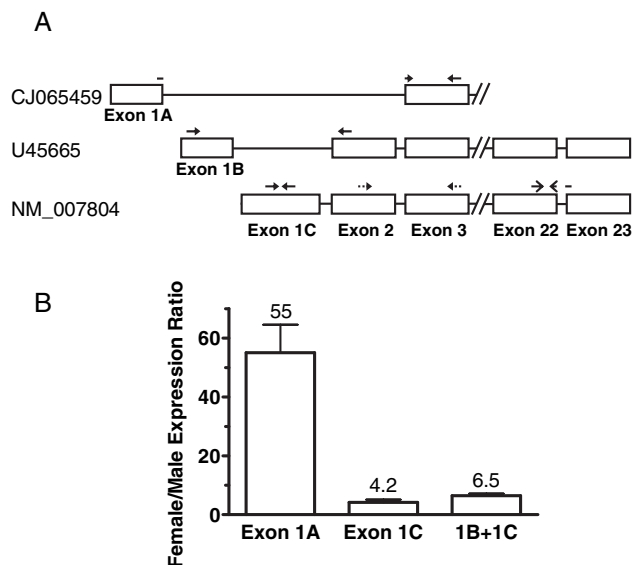 A
CJ065459
Exon 1A
U45665
Exon 1B
NM_007804
Exon 1C Exon 2 Exon 3 Exon 22 Exon 23
B
Female/Male Expression Ratio
60
40
20
0
55
4.2
6.5
Exon 1A Exon 1C 1B+1C